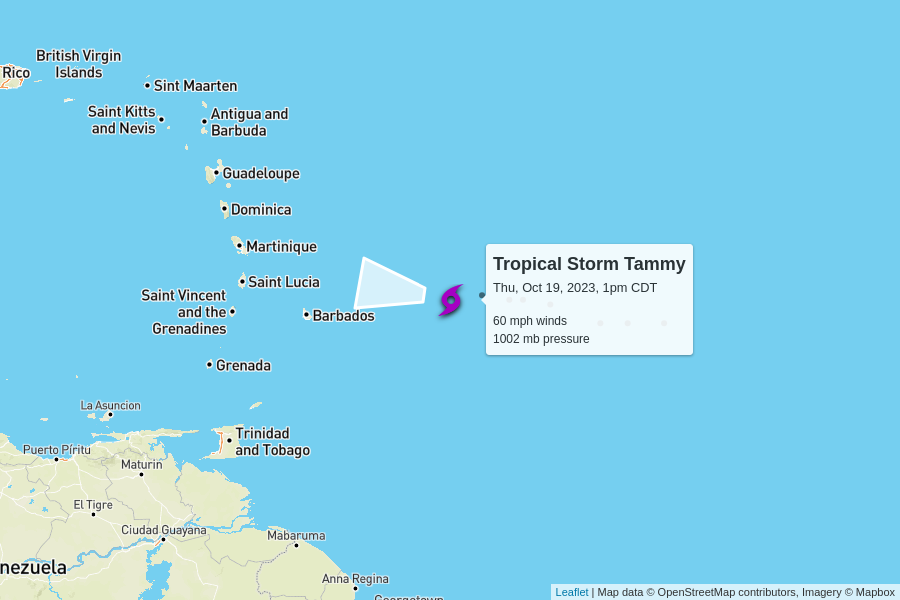 British Virgin
Islands
Rico
Sint Maarten
Saint Kitts
and Nevis
Antigua and
Barbuda
Guadeloupe
Dominica
Martinique
Saint Lucia
Saint Vincent
and the
Grenadines
Barbados
Grenada
Tropical Storm Tammy
Thu, Oct 19, 2023, 1pm CDT
60 mph winds
1002 mb pressure
La Asuncion
Trinidad
and Tobago
Puerto Píritu
Maturin
El Tigre
Ciudad Guayana
Mabaruma
nezuela
Anna Regina
Georgetown
Leaflet | Map data © OpenStreetMap contributors, Imagery © Mapbox